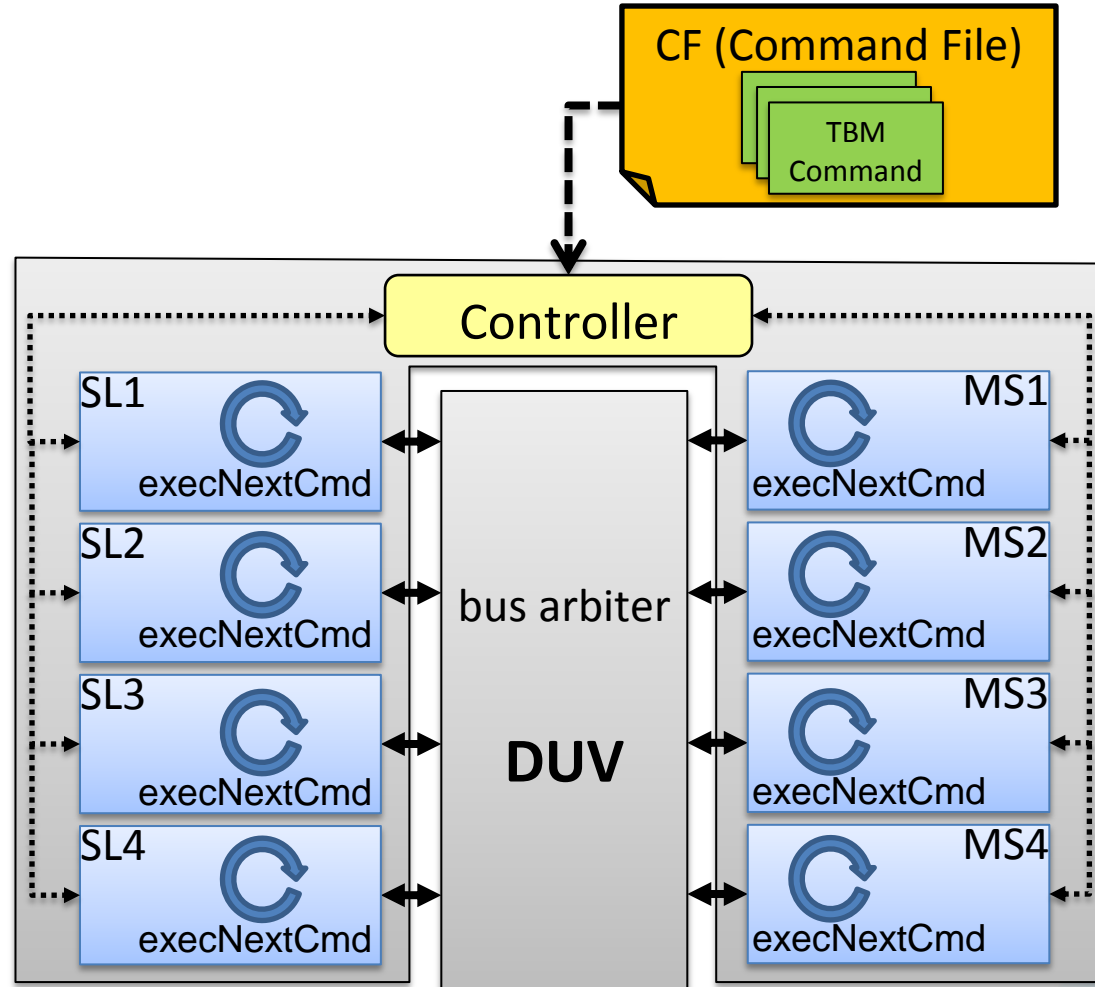 CF (Command File)
TBM
Command
Controller
SL1
execNextCmd
SL2
execNextCmd
SL3
execNextCmd
SL4
execNextCmd
bus arbiter
DUV
MS1
execNextCmd
MS2
execNextCmd
MS3
execNextCmd
MS4
execNextCmd